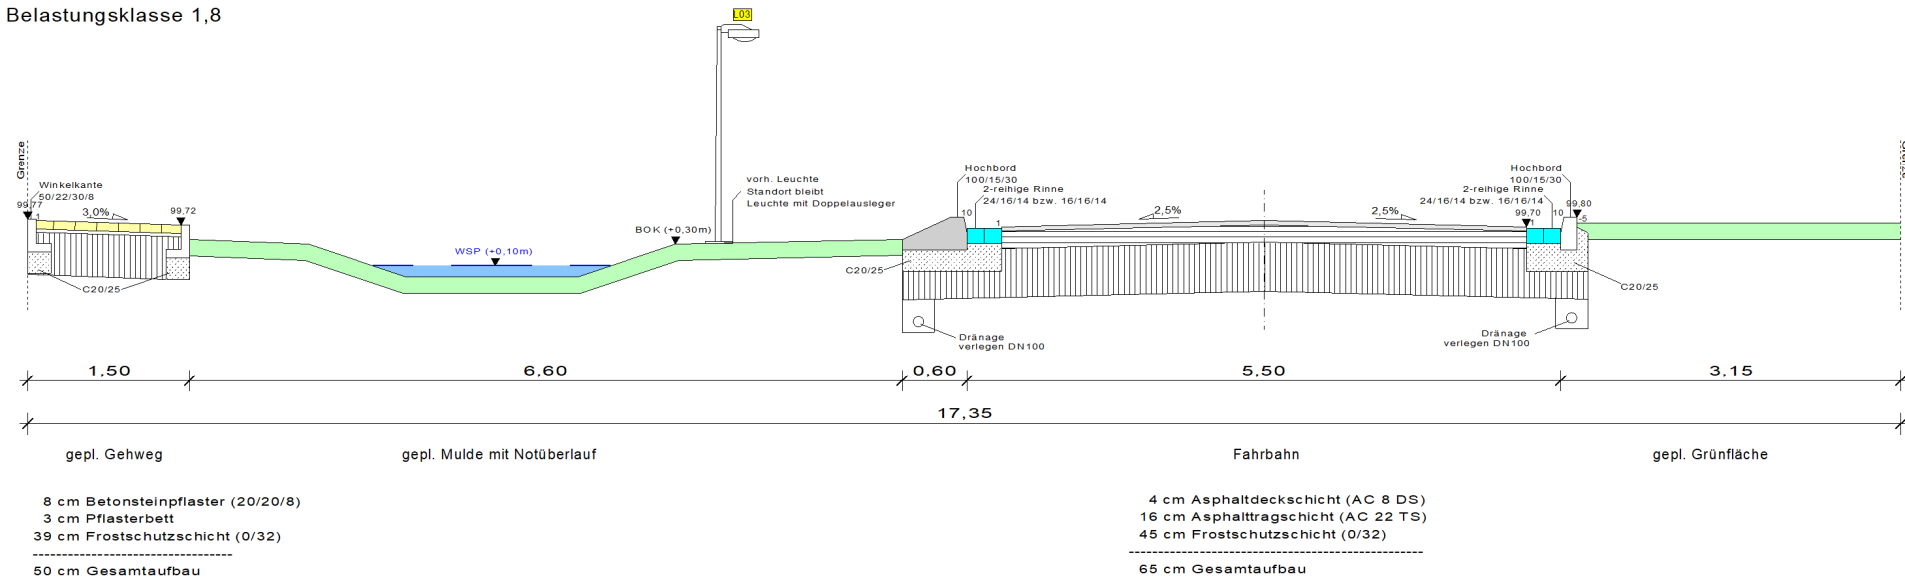 Belastungsklasse 1,8
L03
Grenze
Winkelkante
50/22/30/8
99,77
1
3,0%
99,72
C20/25
WSP (+0,10m)
BOK (+0,30m)
vorh. Leuchte
Standort bleibt
Leuchte mit Doppelausleger
Hochbord
100/15/30
2-reihige Rinne
24/16/14 bzw. 16/16/14
10
1
C20/25
2,5%
2,5%
Hochbord
100/15/30
2-reihige Rinne
24/16/14 bzw. 16/16/14
99,70
1
10
99,80
-5
C20/25
Dränage
verlegen DN100
Dränage
verlegen DN100
1,50
6,60
0,60
5,50
3,15
17,35
gepl. Gehweg
gepl. Mulde mit Notüberlauf
Fahrbahn
gepl. Grünfläche
8 cm Betonsteinpflaster (20/20/8)
3 cm Pflasterbett
39 cm Frostschutzschicht (0/32)
----------------------------------
50 cm Gesamtaufbau
4 cm Asphaltdeckschicht (AC 8 DS)
16 cm Asphalttragschicht (AC 22 TS)
45 cm Frostschutzschicht (0/32)
--------------------------------------------------
65 cm Gesamtaufbau